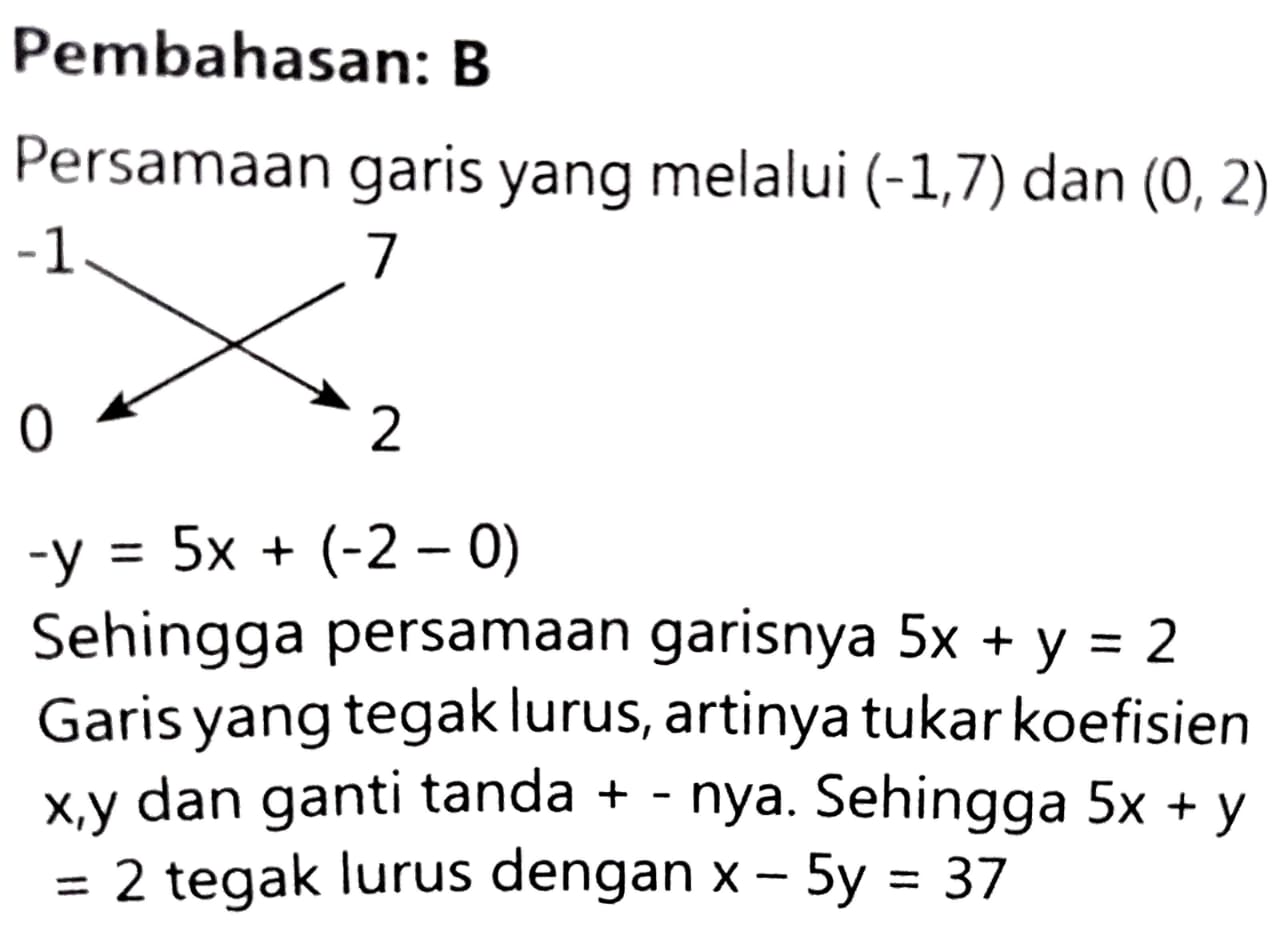 Pembahasan: B
Persamaan garis yang melalui (-1,7) dan (0, 2)
-1 7
0 2
-y = 5x + (-2 – 0)
Sehingga persamaan garisnya 5x + y = 2
Garis yang tegak lurus, artinya tukar koefisien
x,y dan ganti tanda + - nya. Sehingga 5x + y
= 2 tegak lurus dengan x – 5y = 37